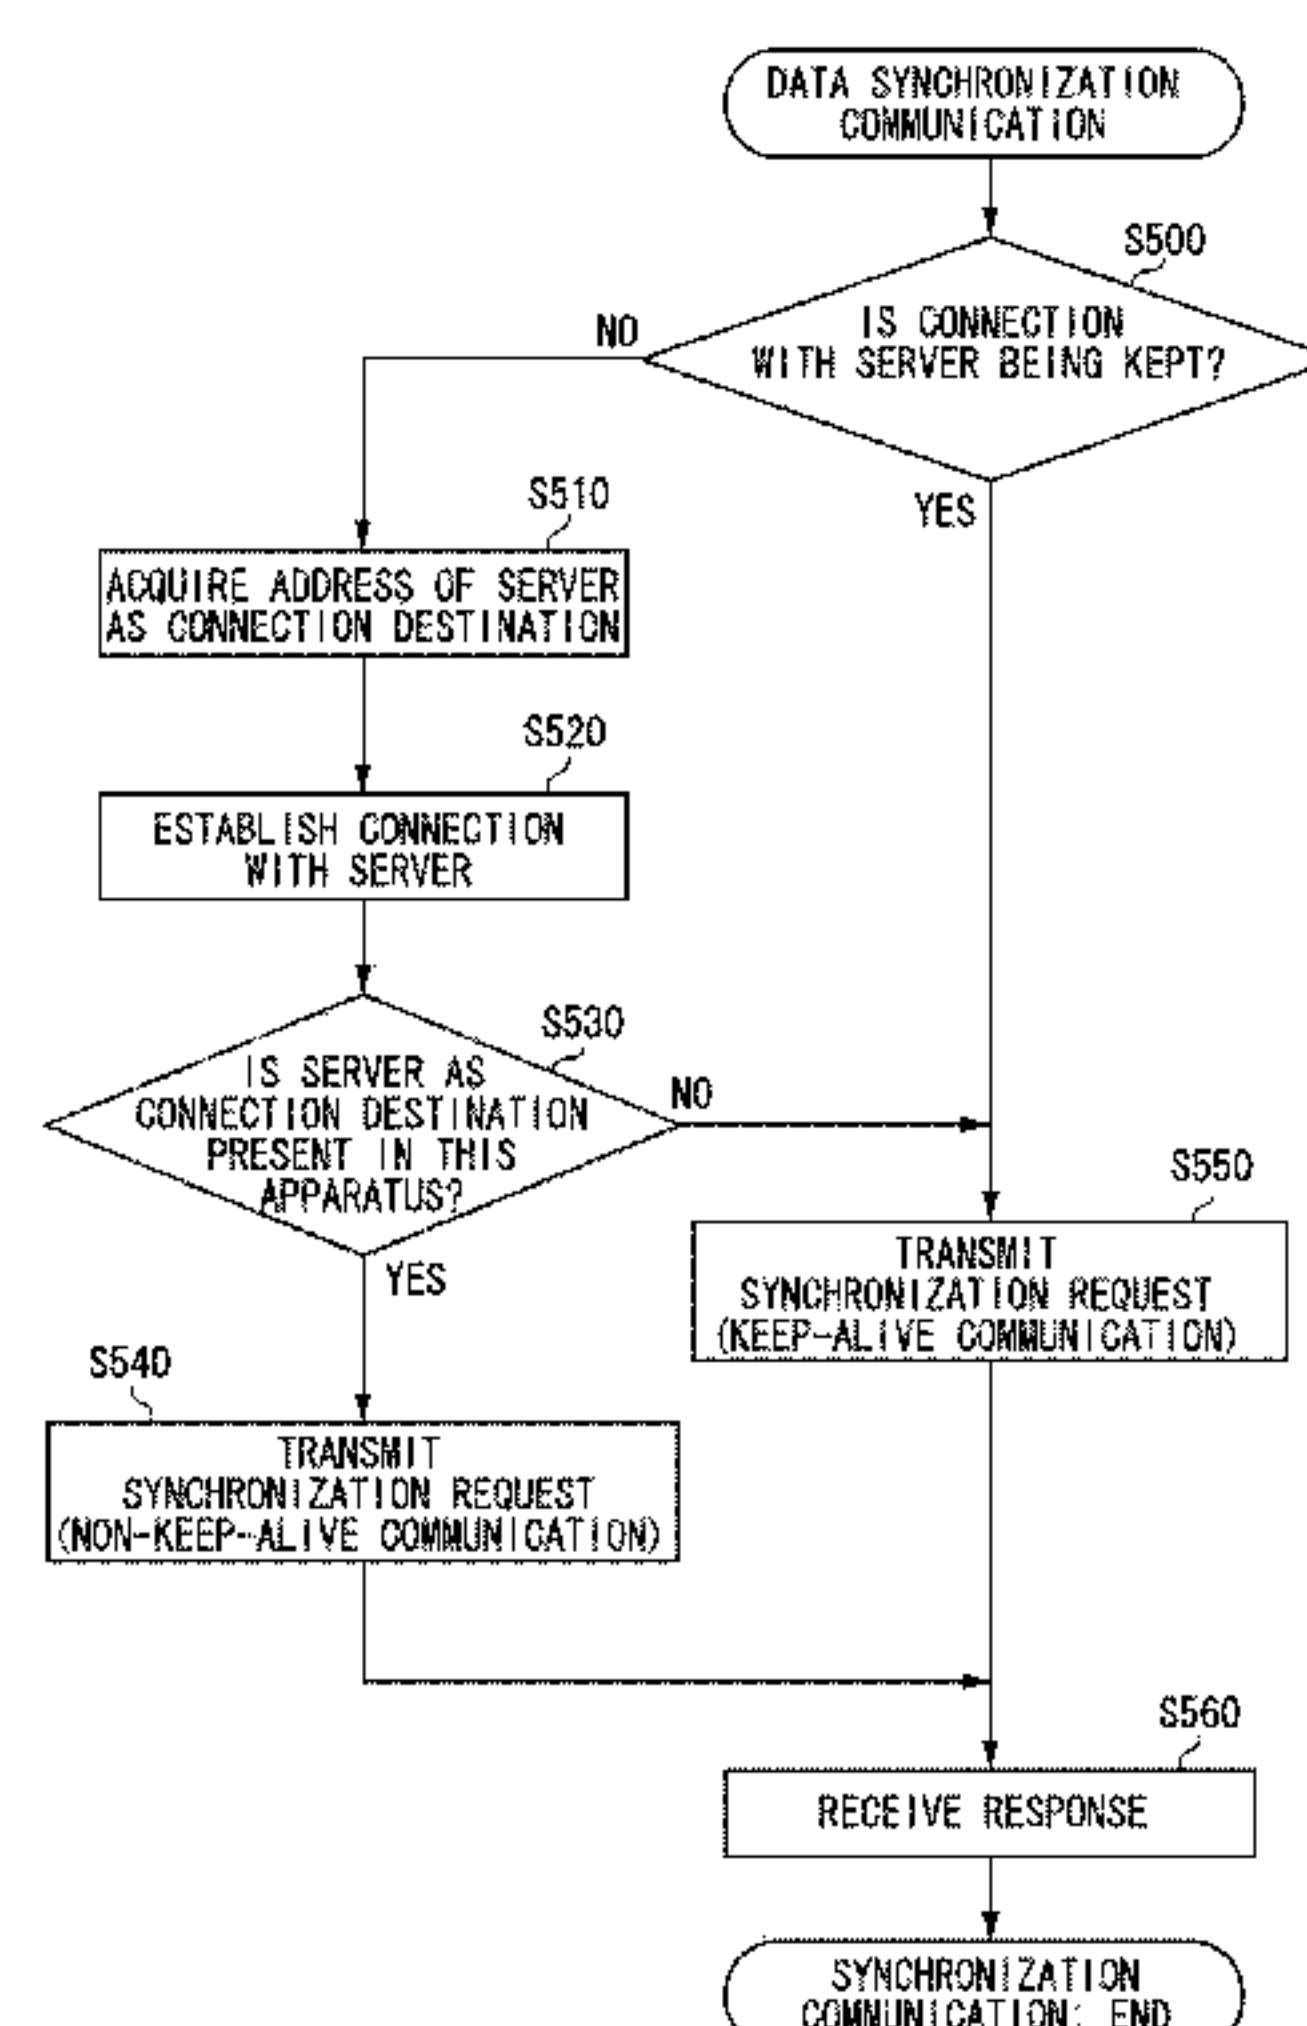 DATA SYNCHRONIZATION
COMMUNICATION
S500
IS CONNECTION
WITH SERVER BEING KEPT?
NO
YES
S510
ACQUIRE ADDRESS OF SERVER
AS CONNECTION DESTINATION
S520
ESTABLISH CONNECTION
WITH SERVER
S530
IS SERVER AS
CONNECTION DESTINATION
PRESENT IN THIS
APPARATUS?
NO
YES
S550
TRANSMIT
SYNCHRONIZATION REQUEST
(KEEP-ALIVE COMMUNICATION)
S540
TRANSMIT
SYNCHRONIZATION REQUEST
(NON-KEEP-ALIVE COMMUNICATION)
S560
RECEIVE RESPONSE
SYNCHRONIZATION
COMMUNICATION: END